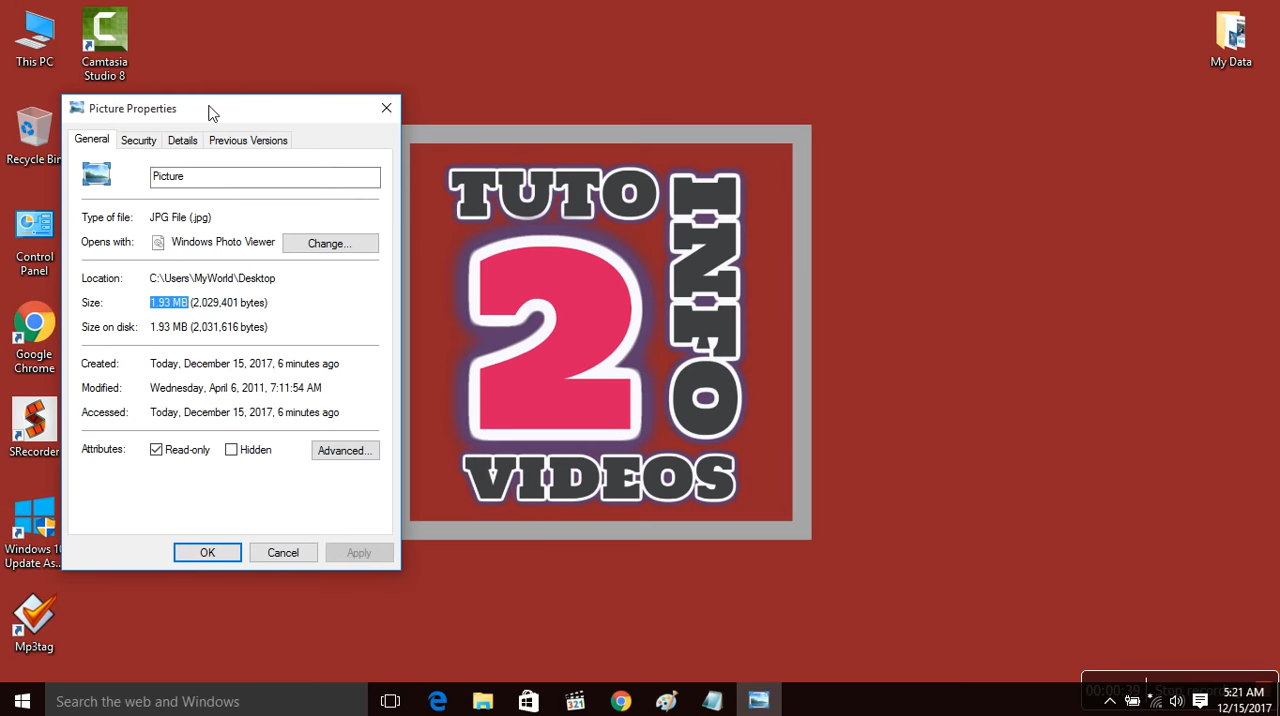 This PC
Camtasia
Studio 8
My Data
Recycle Bin
Control
Panel
Google
Chrome
SRecorder
Windows 10
Update As...
Mp3tag
Picture Properties
General Security Details Previous Versions
Picture
Type of file: JPG File (.jpg)
Opens with: Windows Photo Viewer Change...
Location: C:\Users\MyWorld\Desktop
Size: 1.93 MB (2,029,401 bytes)
Size on disk: 1.93 MB (2,031,616 bytes)
Created: Today, December 15, 2017, 6 minutes ago
Modified: Wednesday, April 6, 2011, 7:11:54 AM
Accessed: Today, December 15, 2017, 6 minutes ago
Attributes: Read-only Hidden Advanced...
OK Cancel Apply
TUTO
2
INFO
VIDEOS
Search the web and Windows
321
00:00:39 Stop
5:21 AM
12/15/2017